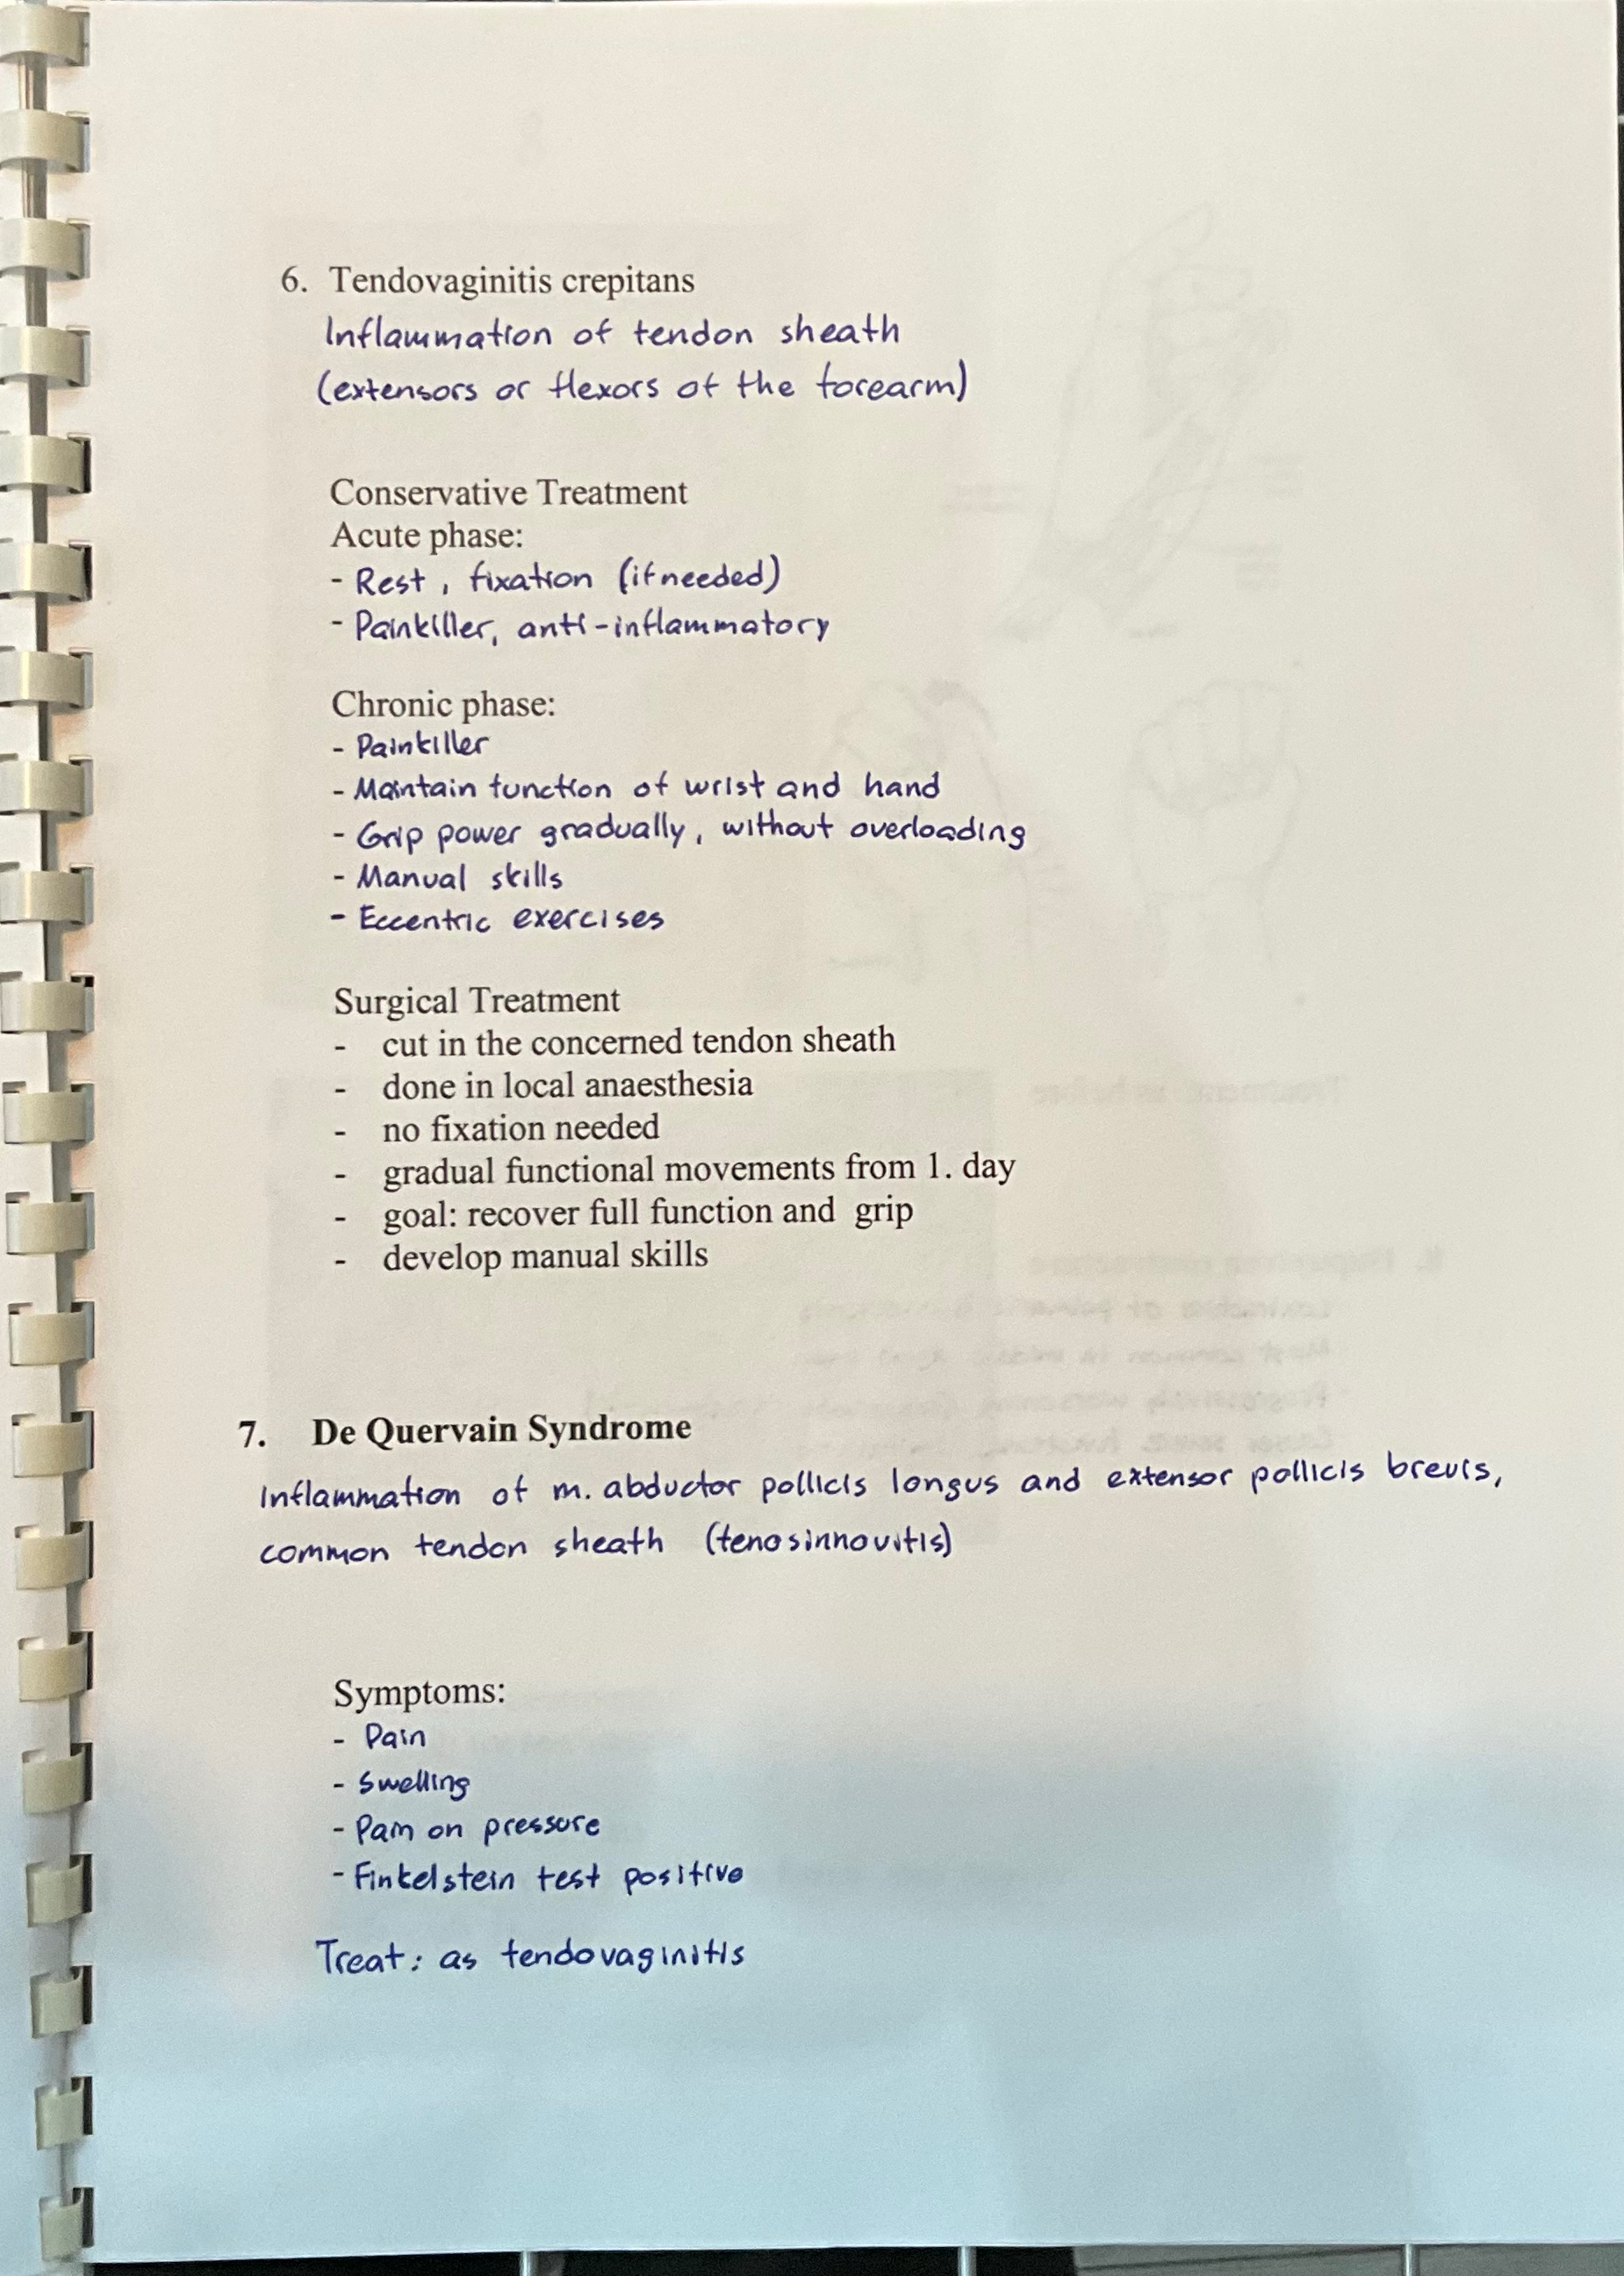 6. Tendovaginitis crepitans
Inflammation of tendon sheath
(extensors or flexors of the forearm)
Conservative Treatment
Acute phase:
- Rest, fixation (if needed)
- Painkiller, anti-inflammatory
Chronic phase:
- Painkiller
- Maintain function of wrist and hand
- Grip power gradually, without overloading
- Manual skills
- Eccentric exercises
Surgical Treatment
- cut in the concerned tendon sheath
- done in local anaesthesia
- no fixation needed
- gradual functional movements from 1. day
- goal: recover full function and grip
- develop manual skills
7. De Quervain Syndrome
Inflammation of m. abductor pollicis longus and extensor pollicis brevis,
common tendon sheath (tenosinnovitis)
Symptoms:
- Pain
- Swelling
- Pain on pressure
- Finkelstein test positive
Treat: as tendovaginitis